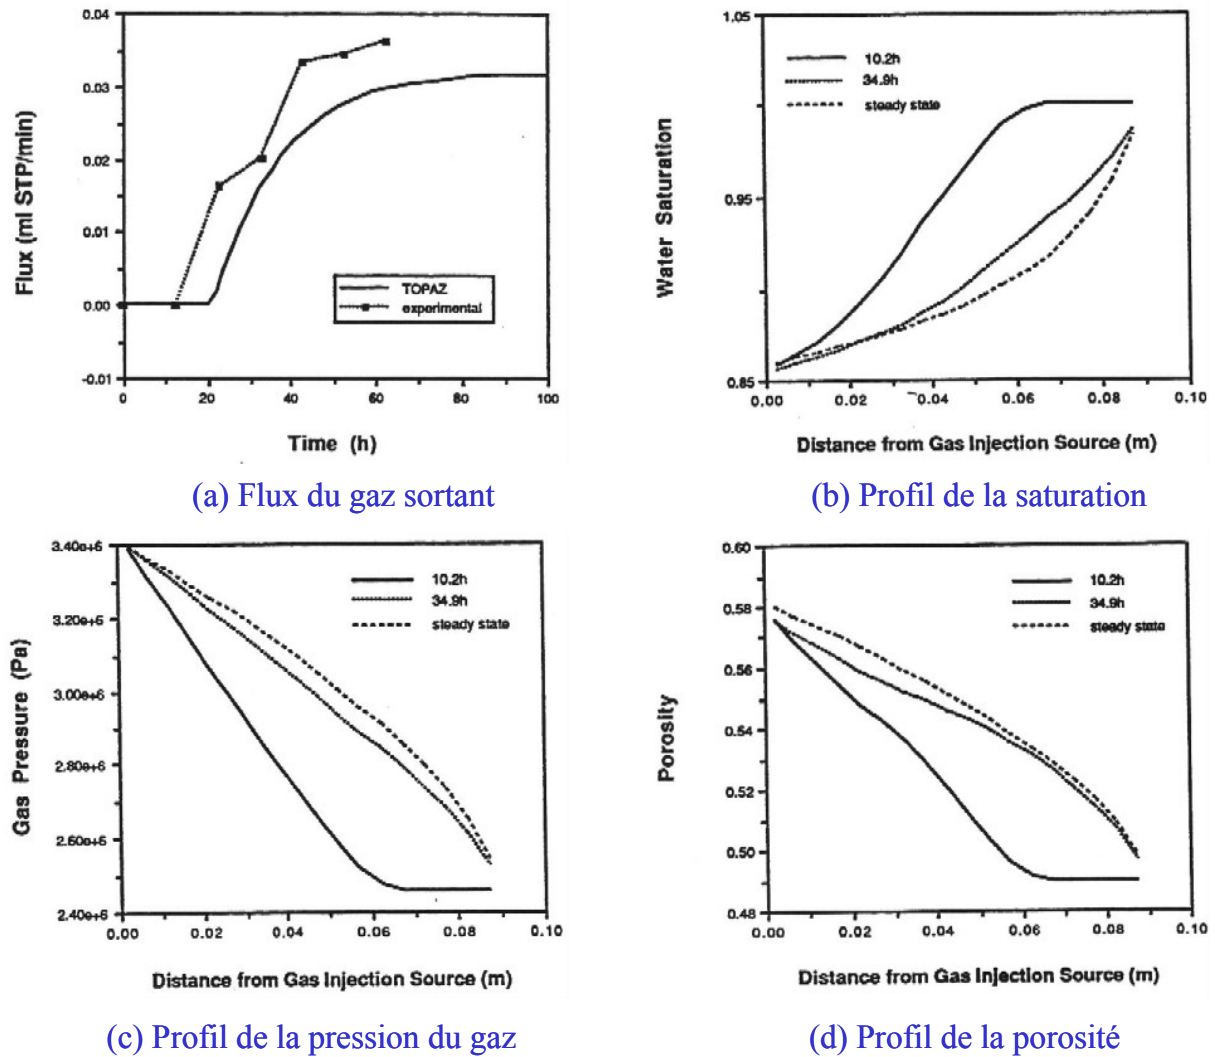 0.04
0.03
0.02
0.01
0.00
-0.01
Flux (ml STP/min)
TOPAZ
experimental
0 20 40 60 80 100
Time (h)
(a) Flux du gaz sortant
1.05
0.95
0.85
Water Saturation
10.2h
34.9h
steady state
0.00 0.02 0.04 0.06 0.08 0.10
Distance from Gas Injection Source (m)
(b) Profil de la saturation
3.40e+6
3.20e+6
3.00e+6
2.80e+6
2.60e+6
2.40e+6
Gas Pressure (Pa)
10.2h
34.9h
steady state
0.00 0.02 0.04 0.06 0.08 0.10
Distance from Gas Injection Source (m)
(c) Profil de la pression du gaz
0.60
0.58
0.56
0.54
0.52
0.50
0.48
Porosity
10.2h
34.9h
steady state
0.00 0.02 0.04 0.06 0.08 0.10
Distance from Gas Injection Source (m)
(d) Profil de la porosité